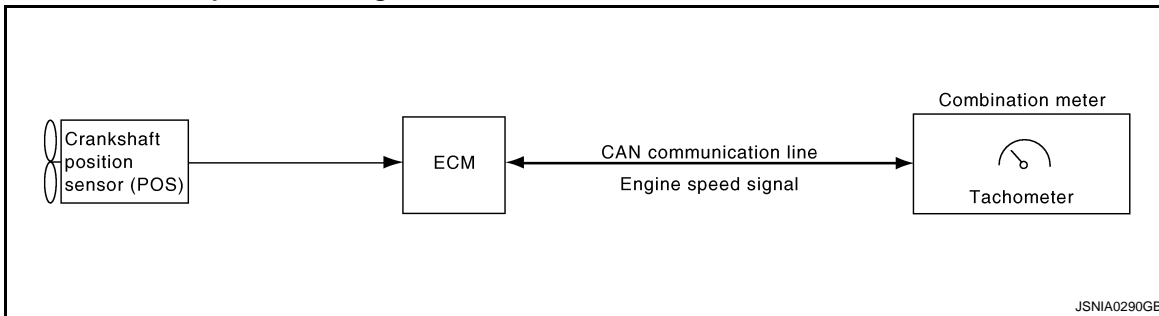 Crankshaft
position
sensor (POS)
ECM
CAN communication line
Engine speed signal
Combination meter
Tachometer
JSNIA0290GB